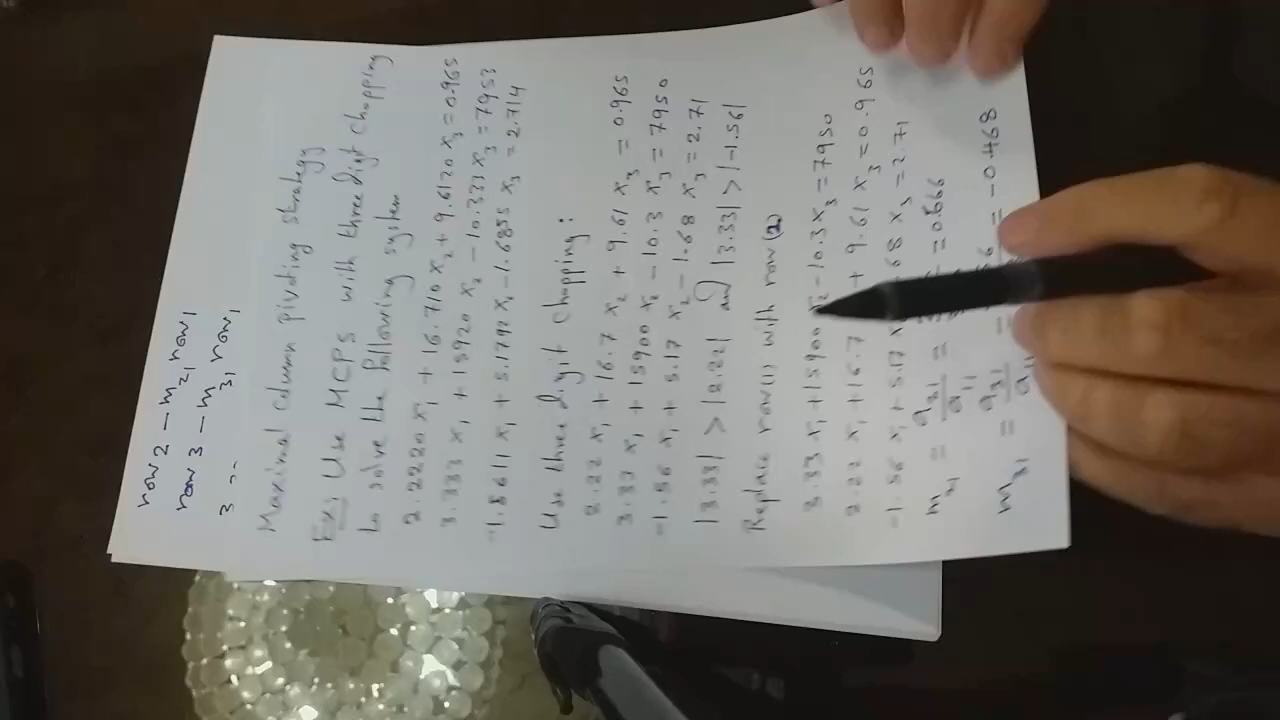 row 2 - m21 row1
row 3 - m31 row1
3 --
Maximal column pivoting strategy
Ex: Use MCPS with three digit chopping
to solve the following system
2.2220 x1 + 16.710 x2 + 9.6120 x3 = 0.965
3.333 x1 + 15920 x2 - 10.333 x3 = 7953
-1.5611 x1 + 5.1792 x2 - 1.6855 x3 = 2.714
Use three digit chopping:
2.22 x1 + 16.7 x2 + 9.61 x3 = 0.965
3.33 x1 + 15900 x2 - 10.3 x3 = 7950
-1.56 x1 + 5.17 x2 - 1.68 x3 = 2.71
|3.33| > |2.22| and |3.33| > |-1.56|
Replace row(1) with row(2)
3.33 x1 + 15900 x2 - 10.3 x3 = 7950
2.22 x1 + 16.7 + 9.61 x3 = 0.965
-1.56 x1 + 5.17 x 68 x3 = 2.71
m21 = a21/a11 = = 0.666
m31 = a31/a11 = = -0.468